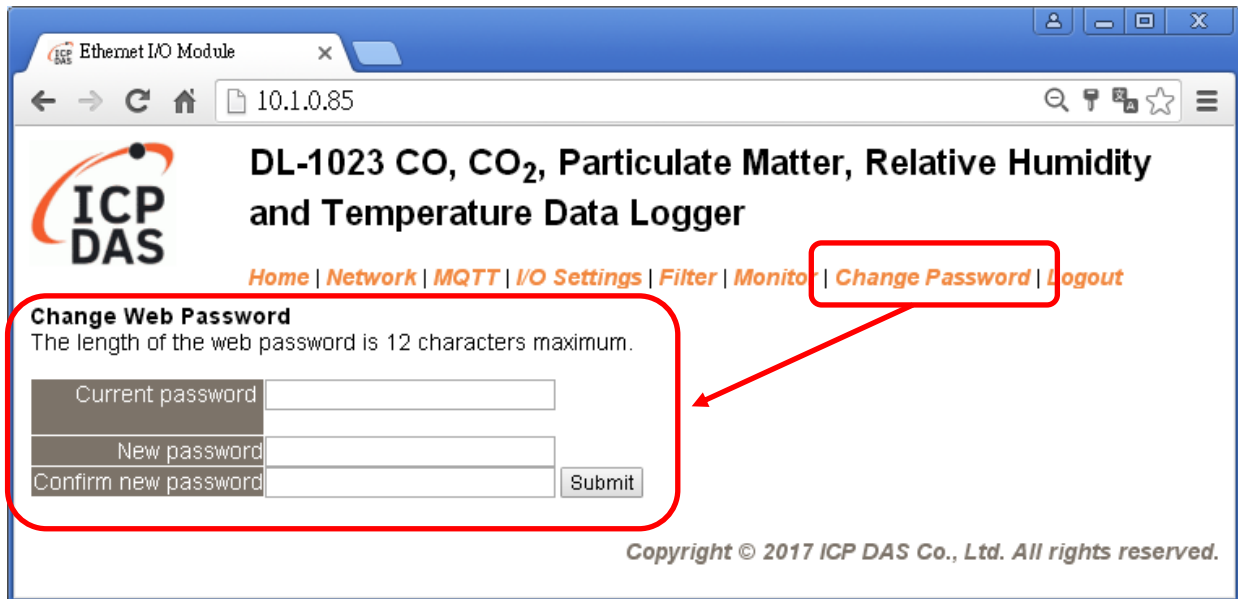 Ethernet I/O Module
10.1.0.85
ICP
DAS
DL-1023 CO, CO₂, Particulate Matter, Relative Humidity
and Temperature Data Logger
Home | Network | MQTT | I/O Settings | Filter | Monitor | Change Password | Logout
Change Web Password
The length of the web password is 12 characters maximum.
Current password
New password
Confirm new password Submit
Copyright © 2017 ICP DAS Co., Ltd. All rights reserved.